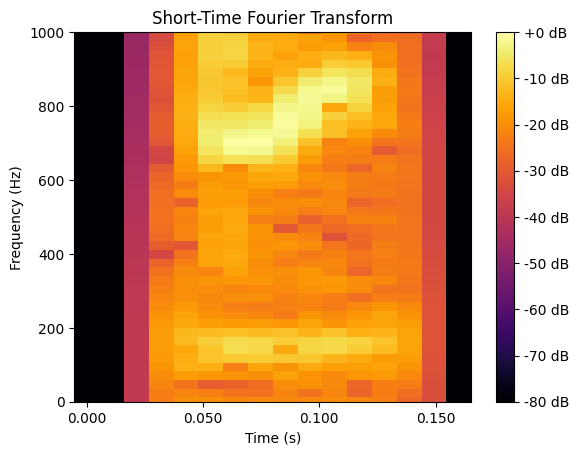 Short-Time Fourier Transform
Frequency (Hz)
1000
800
600
400
200
0
0.000
0.050
0.100
0.150
Time (s)
+0 dB
-10 dB
-20 dB
-30 dB
-40 dB
-50 dB
-60 dB
-70 dB
-80 dB